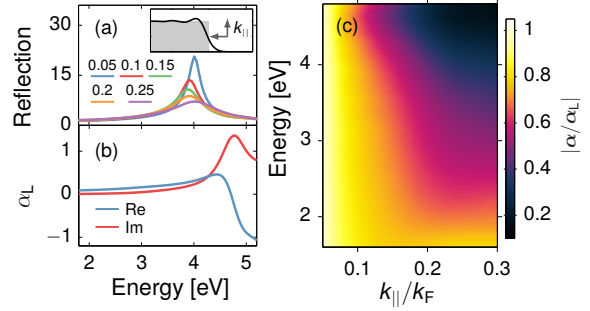 (a)
k||
30
15
0
Reflection
0.05 0.1 0.15
0.2 0.25
(b)
1
0
−1
αL
Re
Im
2 3 4 5
Energy [eV]
(c)
4
3
2
Energy [eV]
0.1 0.2 0.3
k||/kF
1
0.8
0.6
0.4
0.2
|α/αL|